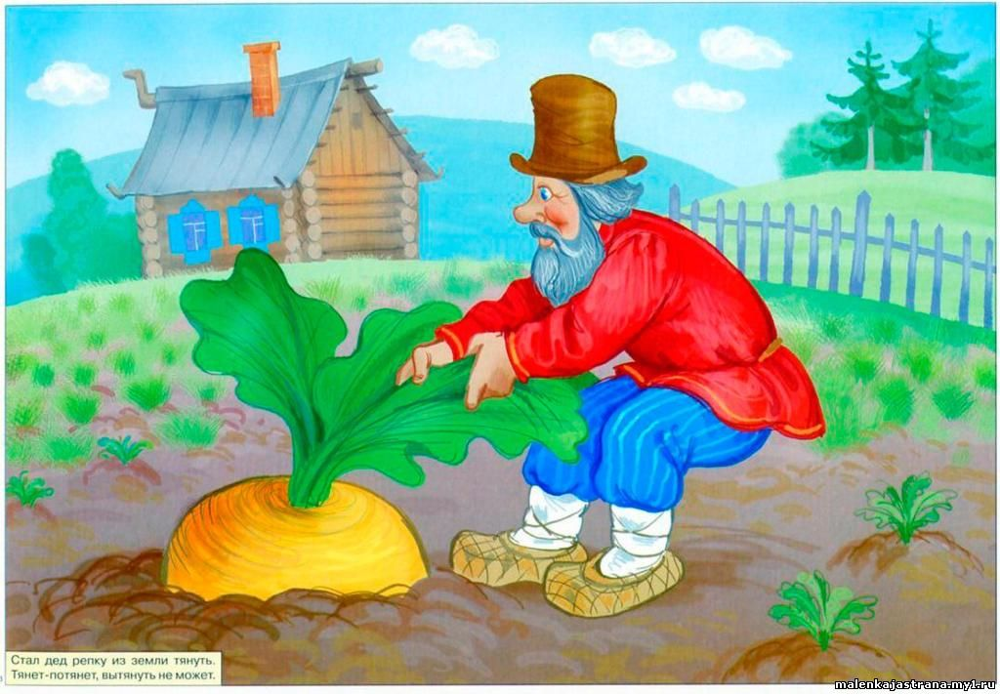 Стал дед репку из земли тянуть.
Тянет-потянет, вытянуть не может.
malenkajastrana.my1.ru